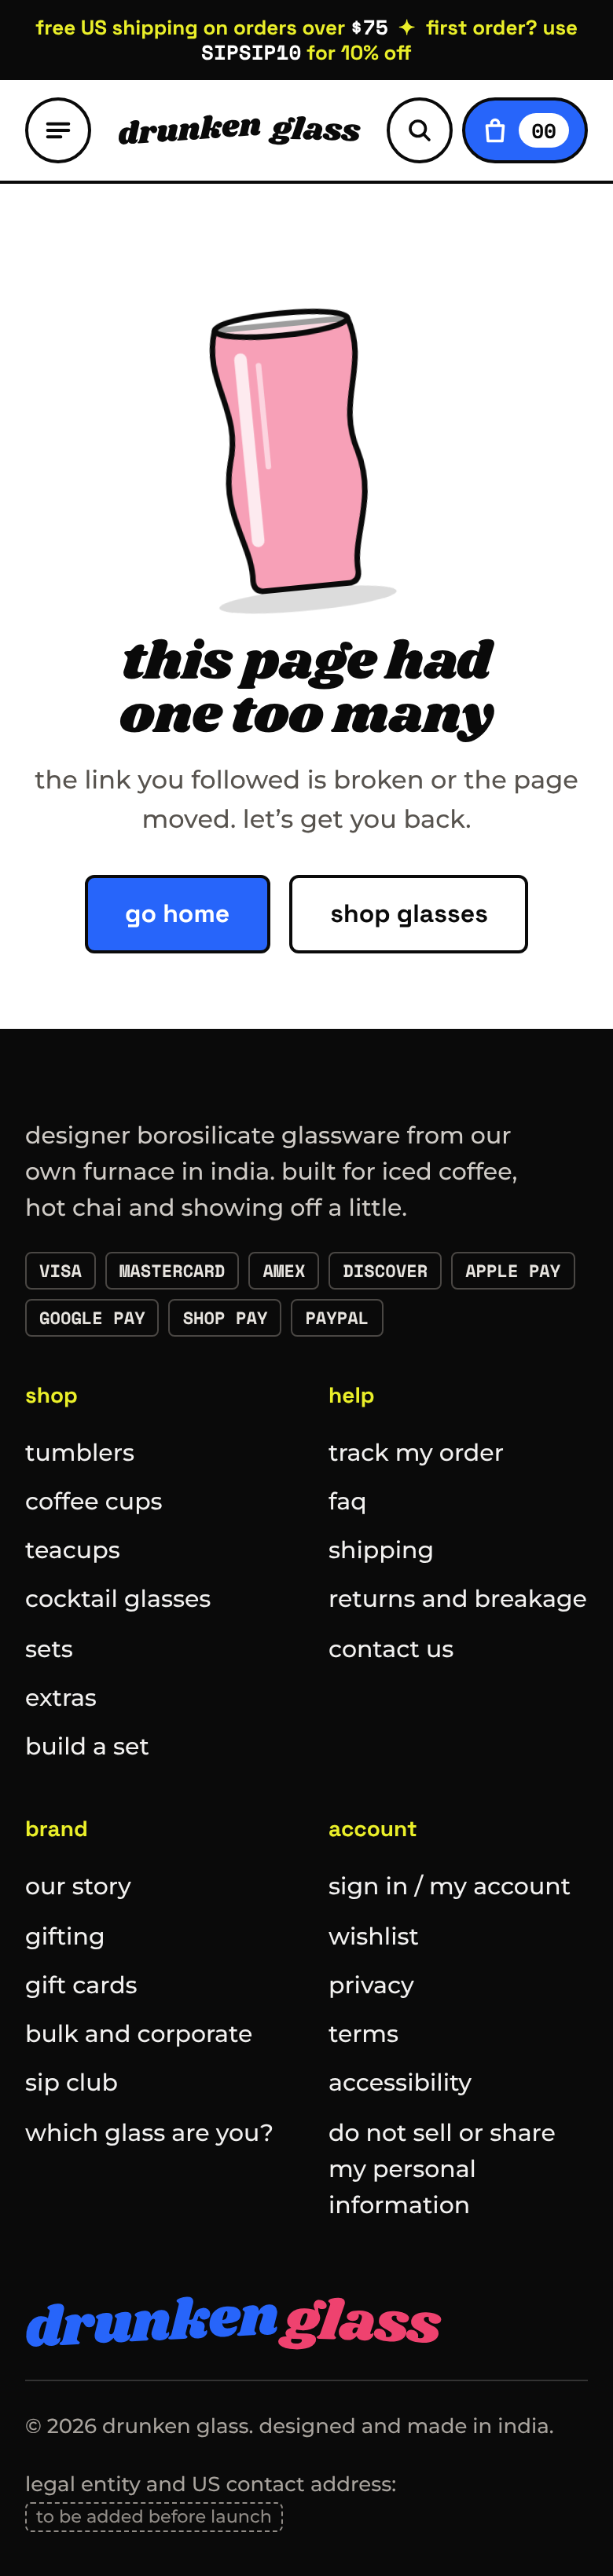 free US shipping on orders over $75 ✦ first order? use
SIPSIP10 for 10% off
drunken glass
00
this page had
one too many
the link you followed is broken or the page
moved. let’s get you back.
go home
shop glasses
designer borosilicate glassware from our
own furnace in india. built for iced coffee,
hot chai and showing off a little.
VISA MASTERCARD AMEX DISCOVER APPLE PAY
GOOGLE PAY SHOP PAY PAYPAL
shop
tumblers
coffee cups
teacups
cocktail glasses
sets
extras
build a set
help
track my order
faq
shipping
returns and breakage
contact us
brand
our story
gifting
gift cards
bulk and corporate
sip club
which glass are you?
account
sign in / my account
wishlist
privacy
terms
accessibility
do not sell or share
my personal
information
drunken glass
© 2026 drunken glass. designed and made in india.
legal entity and US contact address:
to be added before launch